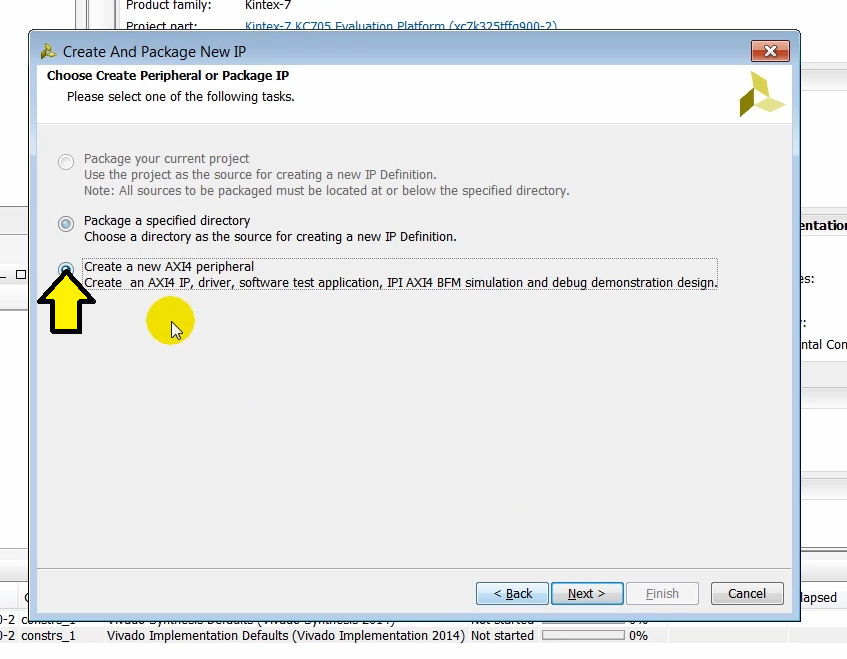 Product family: Kintex-7
Project part: Kintex-7 KC705 Evaluation Platform (xc7k325tffg900-2)
Create And Package New IP
Choose Create Peripheral or Package IP
Please select one of the following tasks.
Package your current project
Use the project as the source for creating a new IP Definition.
Note: All sources to be packaged must be located at or below the specified directory.
Package a specified directory
Choose a directory as the source for creating a new IP Definition.
Create a new AXI4 peripheral
Create an AXI4 IP, driver, software test application, IPI AXI4 BFM simulation and debug demonstration design.
< Back Next > Finish Cancel
0-2 constrs_1 Vivado Synthesis Defaults (Vivado Synthesis 2014) Not started 0%
0-2 constrs_1 Vivado Implementation Defaults (Vivado Implementation 2014) Not started 0%